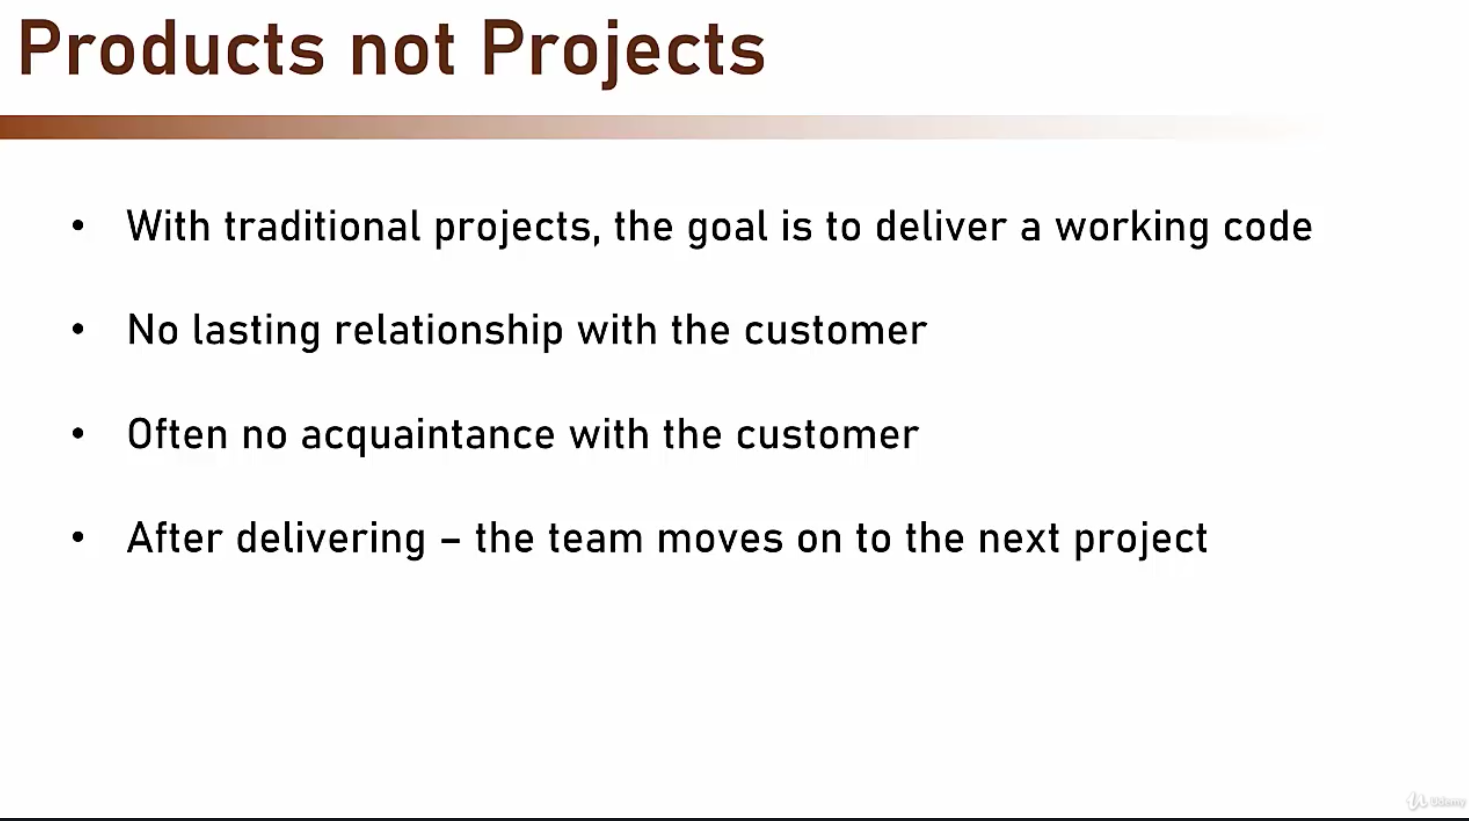 Products not Projects
• With traditional projects, the goal is to deliver a working code
• No lasting relationship with the customer
• Often no acquaintance with the customer
• After delivering – the team moves on to the next project
Udemy